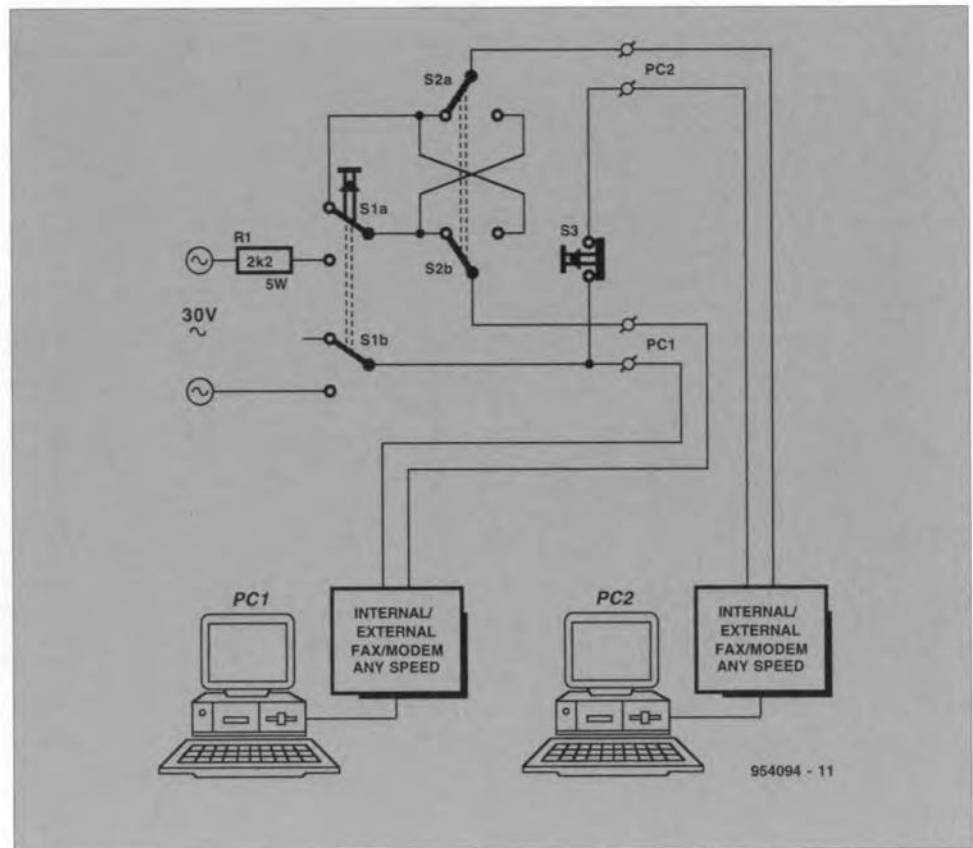 S2a
PC2
S1a
S3
R1
2k2
5W
S2b
30V
~
S1b
PC1
PC1
INTERNAL/
EXTERNAL
FAX/MODEM
ANY SPEED
PC2
INTERNAL/
EXTERNAL
FAX/MODEM
ANY SPEED
954094 - 11